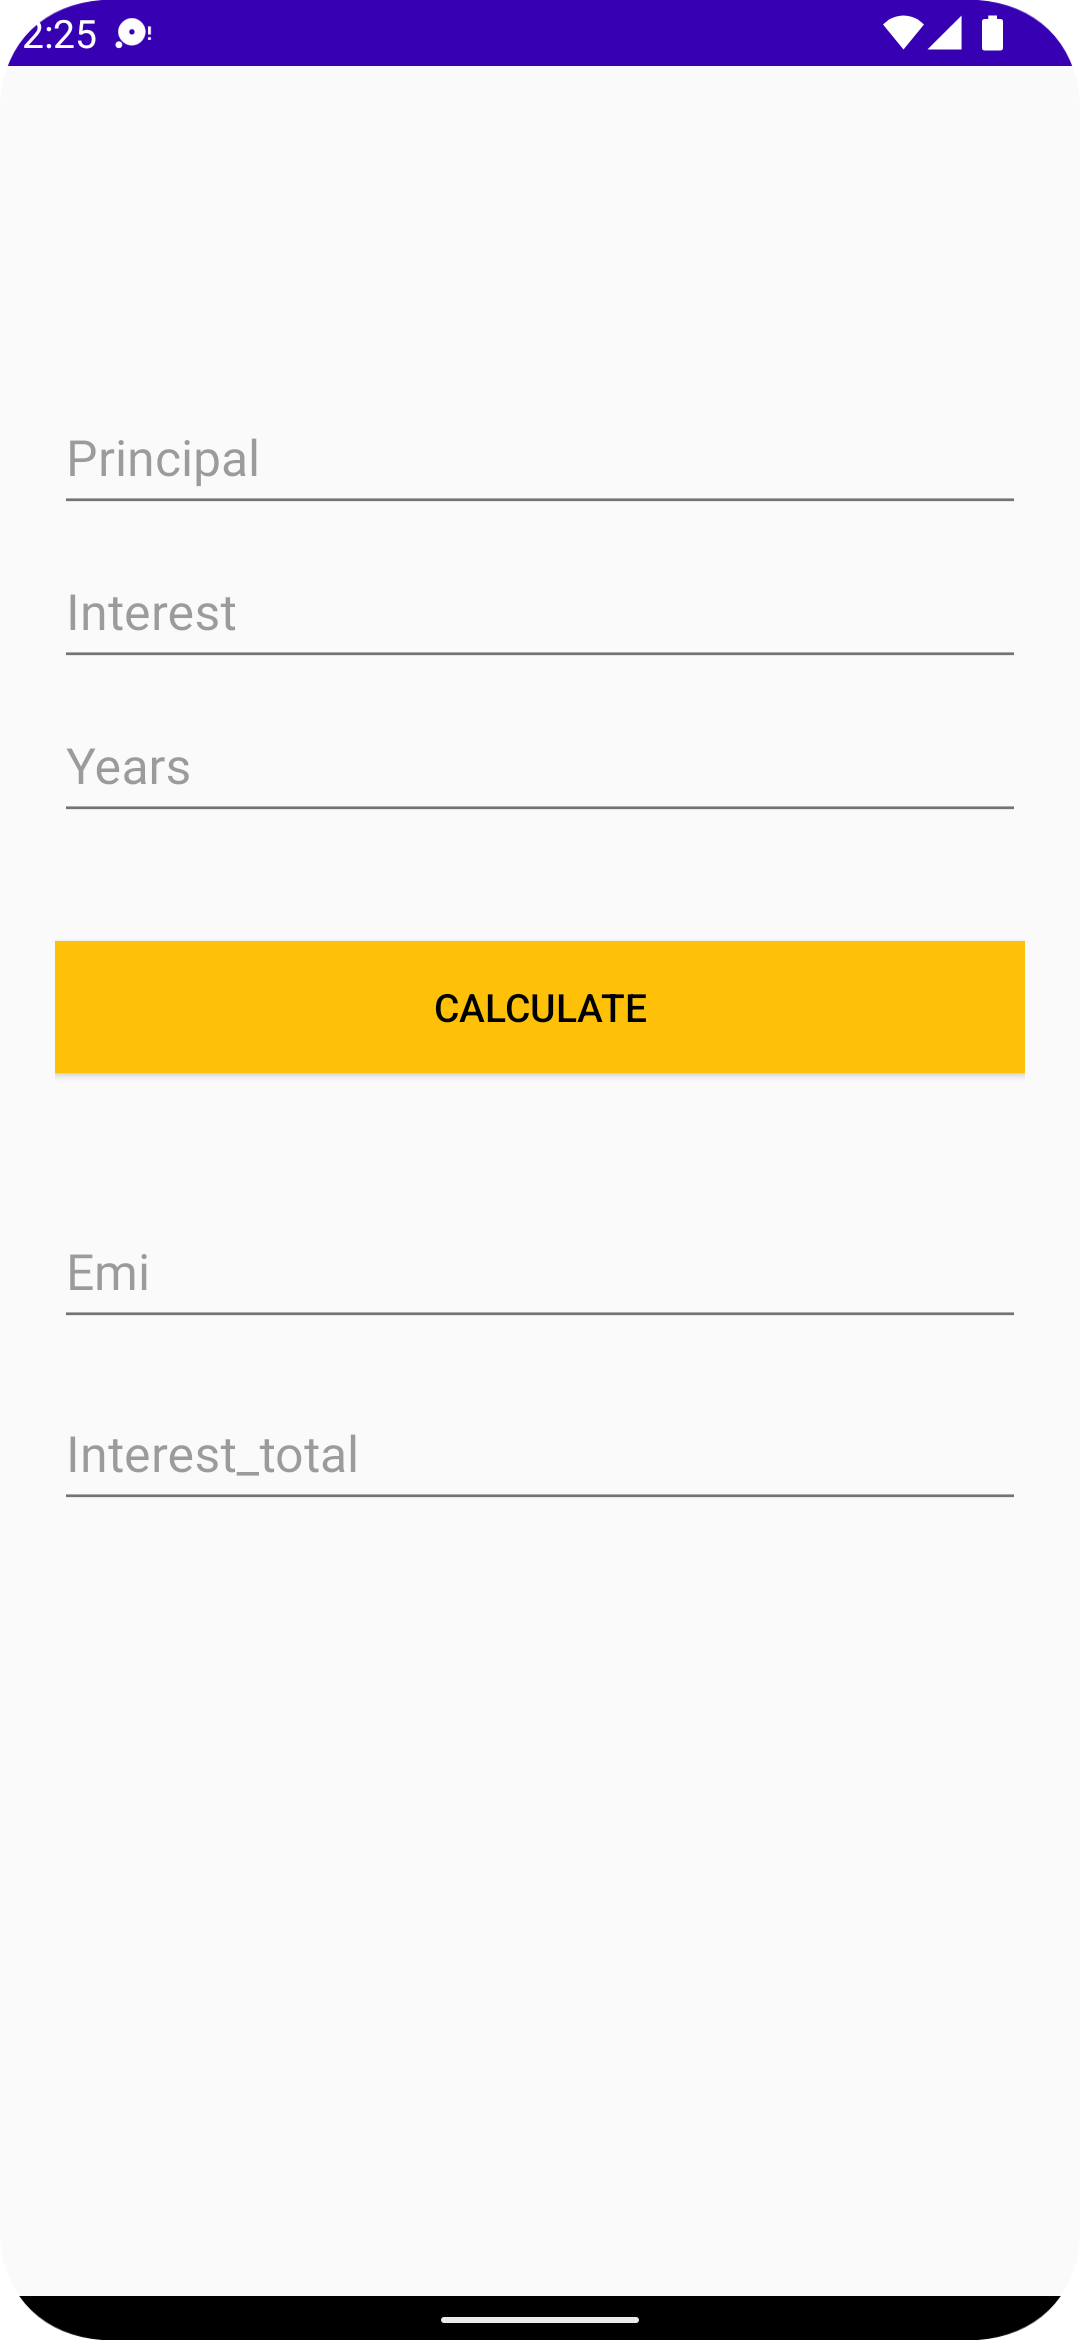 2:25
Principal
Interest
Years
CALCULATE
Emi
Interest_total